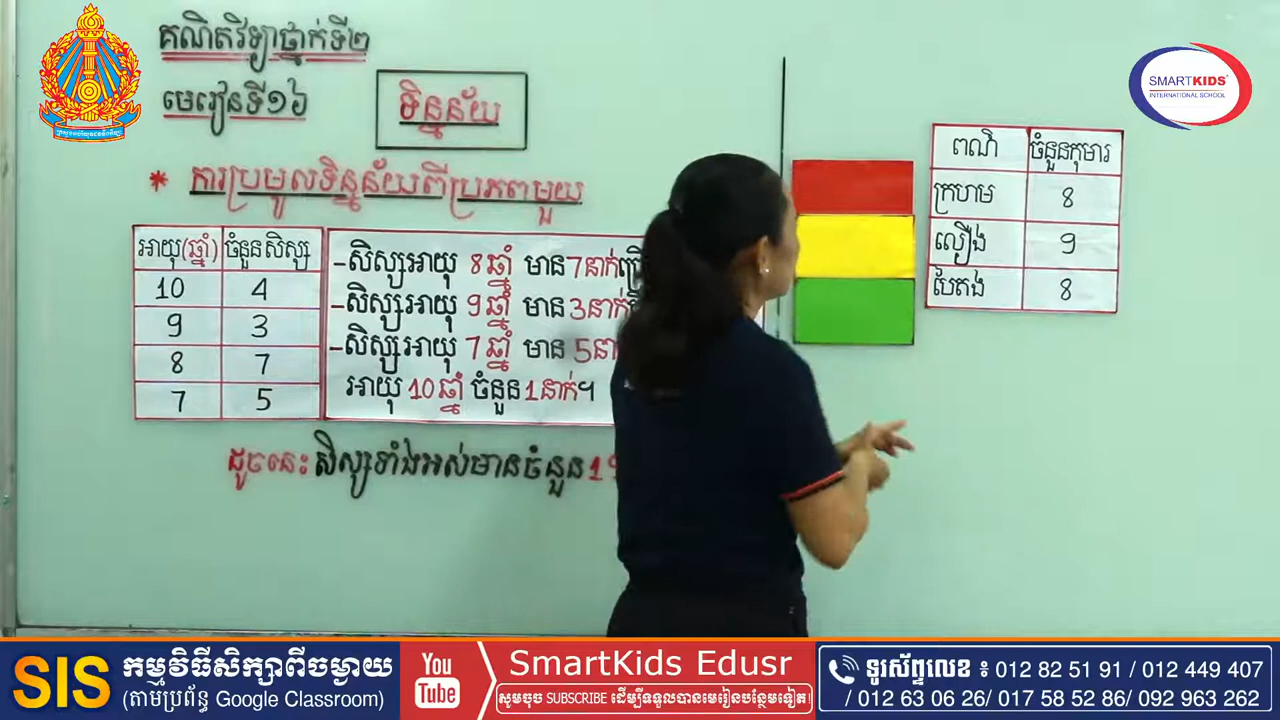 គណិតវិទ្យាថ្នាក់ទី២
មេរៀនទី១៦
ទិន្នន័យ
* ការប្រមូលទិន្នន័យពីប្រភពមួយ
អាយុ(ឆ្នាំ) ចំនួនសិស្ស
10 4
9 3
8 7
7 5
-សិស្សអាយុ 8ឆ្នាំ មាន7នាក់
-សិស្សអាយុ 9ឆ្នាំ មាន3នាក់
-សិស្សអាយុ 7ឆ្នាំ មាន 5
អាយុ 10ឆ្នាំ ចំនួន1នាក់។
ដូចនេះ សិស្សទាំងអស់មានចំនួន
ពណ៌ ចំនួនកុមារ
ក្រហម 8
លឿង 9
បៃតង 8
SMARTKIDS®
INTERNATIONAL SCHOOL
SIS កម្មវិធីសិក្សាពីចម្ងាយ
(តាមប្រព័ន្ធ Google Classroom)
You
Tube
SmartKids Edusr
សូមចុច SUBSCRIBE ដើម្បីទទួលបានមេរៀនបន្ថែមទៀត!
ទូរស័ព្ទលេខ ៖ 012 82 51 91 / 012 449 407
/ 012 63 06 26/ 017 58 52 86/ 092 963 262